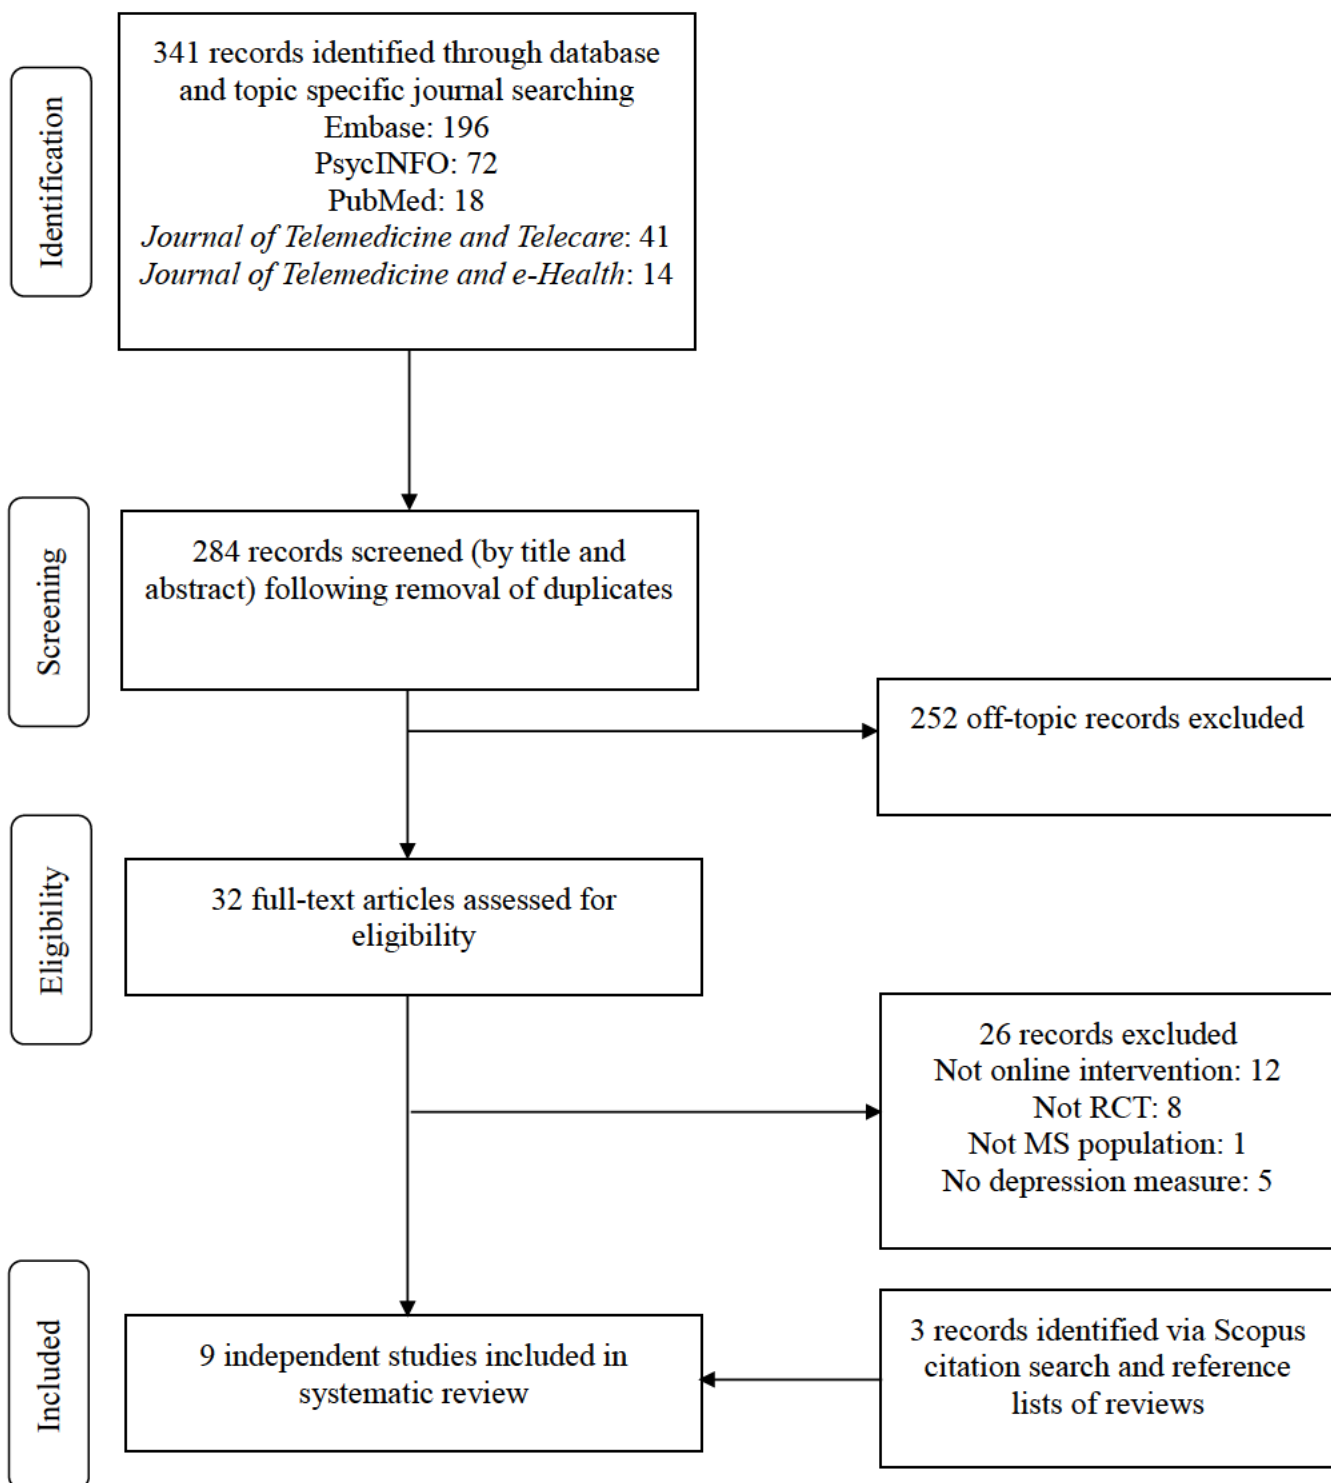 Identification
341 records identified through database
and topic specific journal searching
Embase: 196
PsycINFO: 72
PubMed: 18
Journal of Telemedicine and Telecare: 41
Journal of Telemedicine and e-Health: 14
Screening
284 records screened (by title and
abstract) following removal of duplicates
252 off-topic records excluded
Eligibility
32 full-text articles assessed for
eligibility
26 records excluded
Not online intervention: 12
Not RCT: 8
Not MS population: 1
No depression measure: 5
Included
9 independent studies included in
systematic review
3 records identified via Scopus
citation search and reference
lists of reviews